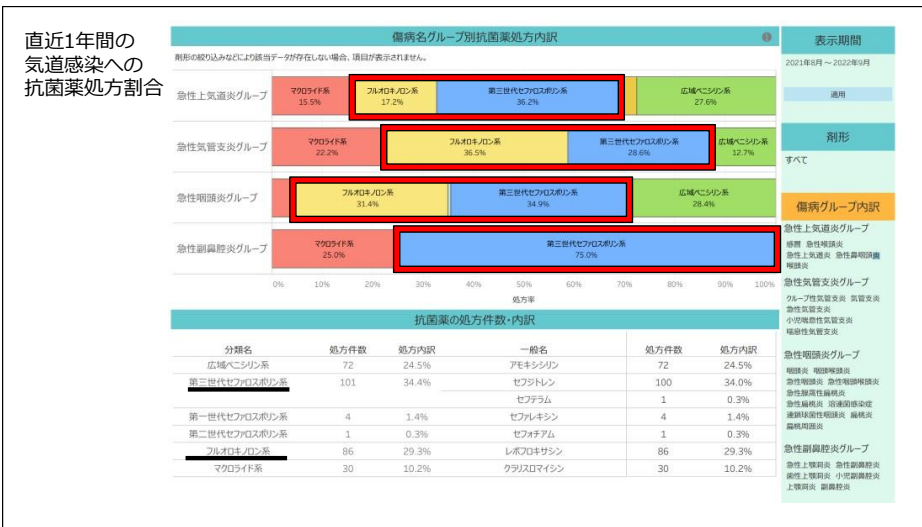 直近1年間の
気道感染への
抗菌薬処方割合
傷病名グループ別抗菌薬処方内訳
剤形の絞り込みなどにより該当データが存在しない場合、項目が表示されません。
急性上気道炎グループ
マクロライド系
15.5%
フルオロキノロン系
17.2%
第三世代セファロスポリン系
36.2%
広域ペニシリン系
27.6%
急性気管支炎グループ
マクロライド系
22.2%
フルオロキノロン系
36.5%
第三世代セファロスポリン系
28.6%
広域ペニシリン系
12.7%
急性咽頭炎グループ
フルオロキノロン系
31.4%
第三世代セファロスポリン系
34.9%
広域ペニシリン系
28.4%
急性副鼻腔炎グループ
マクロライド系
25.0%
第三世代セファロスポリン系
75.0%
0% 10% 20% 30% 40% 50% 60% 70% 80% 90% 100%
処方率
抗菌薬の処方件数・内訳
分類名 処方件数 処方内訳 一般名 処方件数 処方内訳
広域ペニシリン系 72 24.5% アモキシシリン 72 24.5%
第三世代セファロスポリン系 101 34.4% セフジトレン 100 34.0%
セフテラム 1 0.3%
第一世代セファロスポリン系 4 1.4% セファレキシン 4 1.4%
第二世代セファロスポリン系 1 0.3% セフォチアム 1 0.3%
フルオロキノロン系 86 29.3% レボフロキサシン 86 29.3%
マクロライド系 30 10.2% クラリスロマイシン 30 10.2%
表示期間
2021年8月 ～ 2022年9月
適用
剤形
すべて
傷病グループ内訳
急性上気道炎グループ
感冒 急性喉頭炎
急性上気道炎 急性鼻咽頭炎
喉頭炎
急性気管支炎グループ
クループ性気管支炎 気管支炎
急性気管支炎
小児喘息性気管支炎
喘息性気管支炎
急性咽頭炎グループ
咽頭炎 咽頭喉頭炎
急性咽頭炎 急性咽頭喉頭炎
急性腺窩性扁桃炎
急性扁桃炎 溶連菌感染症
連鎖球菌性咽頭炎 扁桃炎
扁桃周囲炎
急性副鼻腔炎グループ
急性上顎洞炎 急性副鼻腔炎
歯性上顎洞炎 小児副鼻腔炎
上顎洞炎 副鼻腔炎